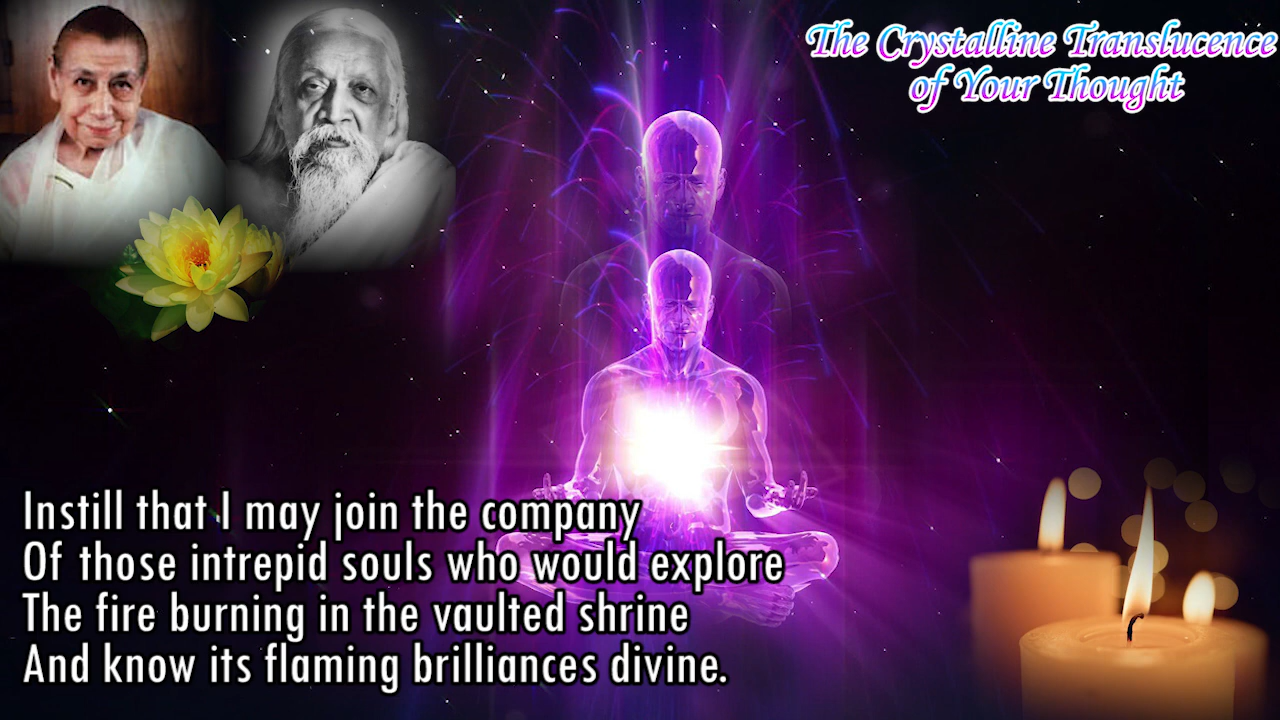 The Crystalline Translucence
of Your Thought
Instill that I may join the company
Of those intrepid souls who would explore
The fire burning in the vaulted shrine
And know its flaming brilliances divine.